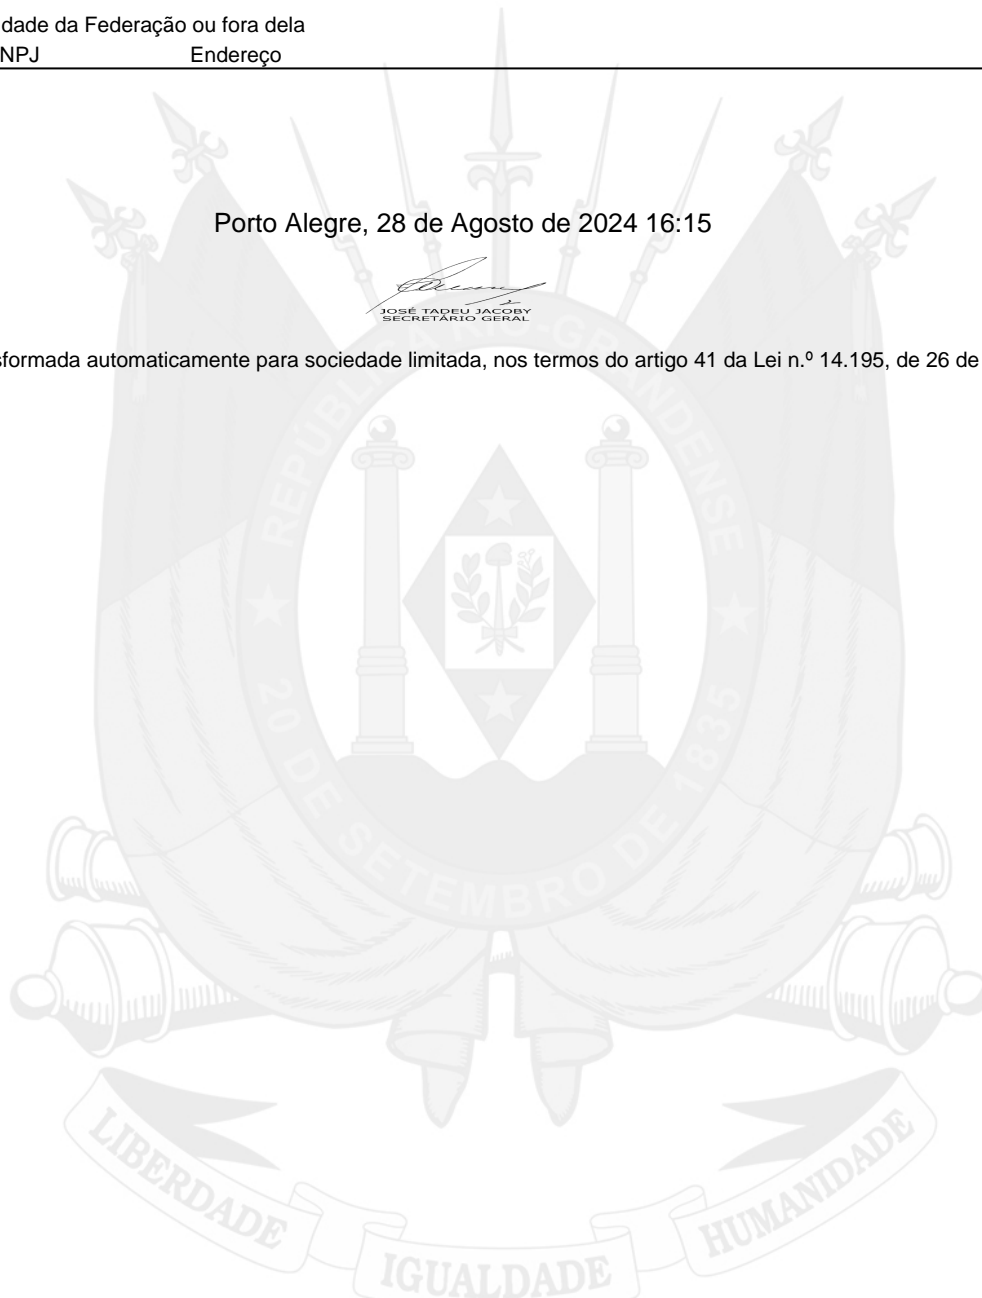 dade da Federação ou fora dela
NPJ Endereço
Porto Alegre, 28 de Agosto de 2024 16:15
JOSÉ TADEU JACOBY
SECRETÁRIO GERAL
sformada automaticamente para sociedade limitada, nos termos do artigo 41 da Lei n.º 14.195, de 26 de
REPÚBLICA RIO-GRANDENSE
20 DE SETEMBRO DE 1835
LIBERDADE
IGUALDADE
HUMANIDADE